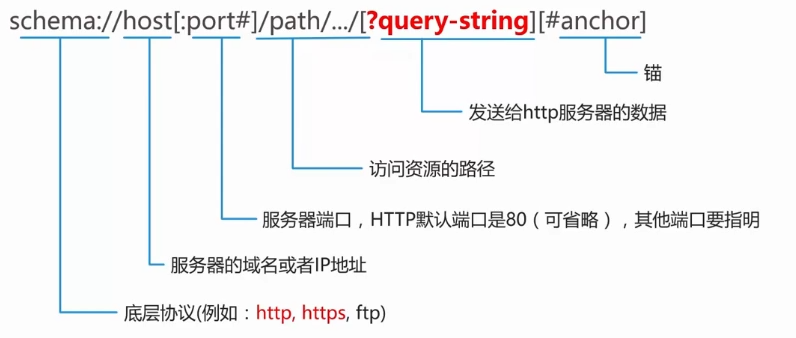 schema://host[:port#]/path/.../[?query-string][#anchor]
锚
发送给http服务器的数据
访问资源的路径
服务器端口，HTTP默认端口是80（可省略），其他端口要指明
服务器的域名或者IP地址
底层协议(例如：http, https, ftp)